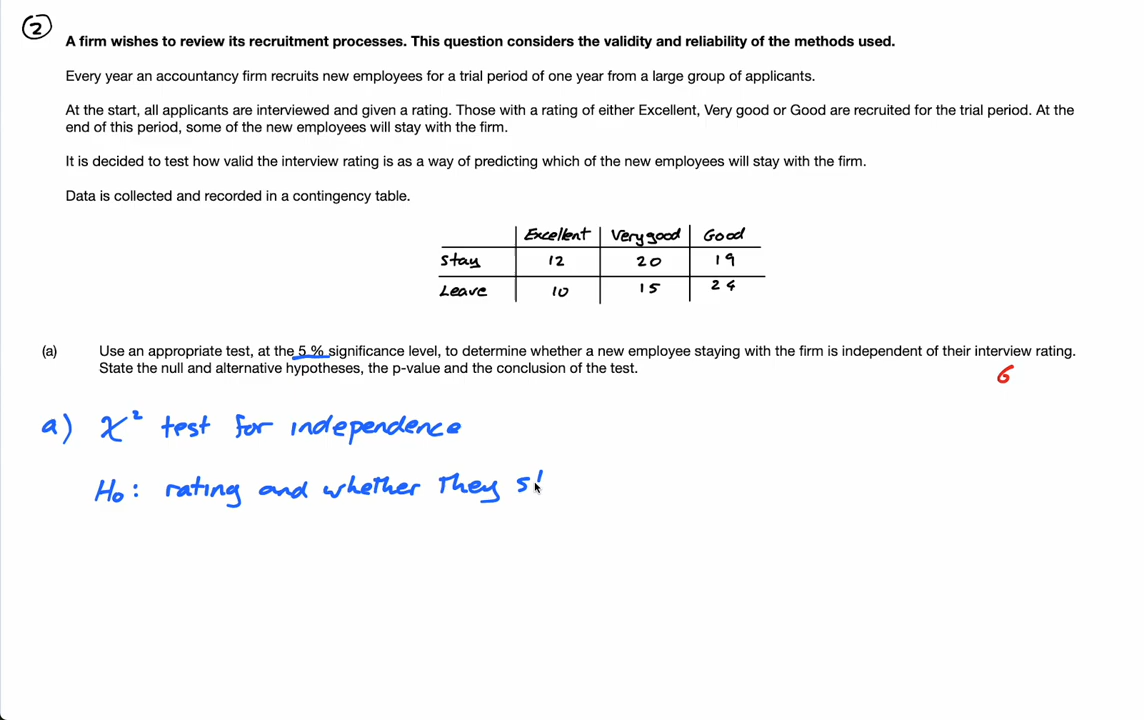 2
A firm wishes to review its recruitment processes. This question considers the validity and reliability of the methods used.
Every year an accountancy firm recruits new employees for a trial period of one year from a large group of applicants.
At the start, all applicants are interviewed and given a rating. Those with a rating of either Excellent, Very good or Good are recruited for the trial period. At the
end of this period, some of the new employees will stay with the firm.
It is decided to test how valid the interview rating is as a way of predicting which of the new employees will stay with the firm.
Data is collected and recorded in a contingency table.
Excellent Very good Good
Stay 12 20 19
Leave 10 15 24
(a) Use an appropriate test, at the 5 % significance level, to determine whether a new employee staying with the firm is independent of their interview rating.
State the null and alternative hypotheses, the p-value and the conclusion of the test.
6
a) χ² test for independence
H₀: rating and whether they